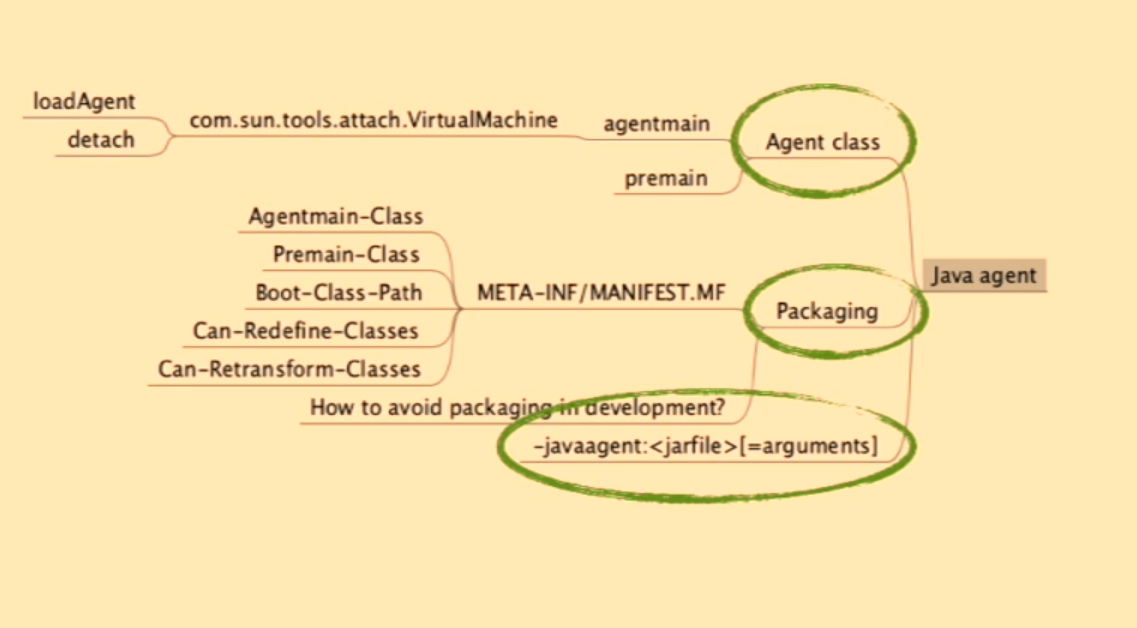 loadAgent
detach
com.sun.tools.attach.VirtualMachine
agentmain
premain
Agent class
Agentmain-Class
Premain-Class
Boot-Class-Path
Can-Redefine-Classes
Can-Retransform-Classes
META-INF/MANIFEST.MF
Packaging
How to avoid packaging in development?
-javaagent:<jarfile>[=arguments]
Java agent